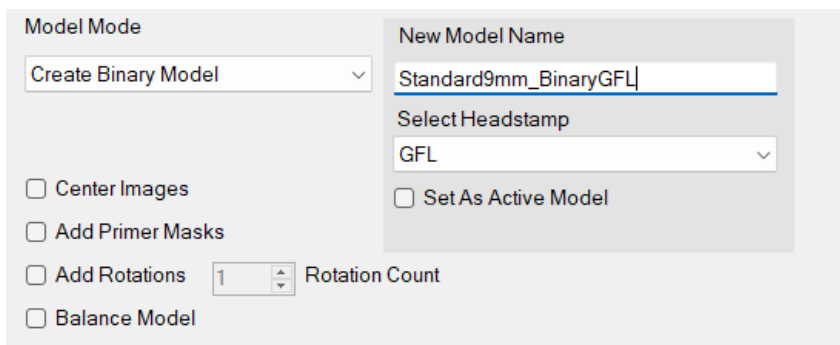 Model Mode
Create Binary Model
New Model Name
Standard9mm_BinaryGFL
Select Headstamp
GFL
Set As Active Model
Center Images
Add Primer Masks
Add Rotations 1 Rotation Count
Balance Model